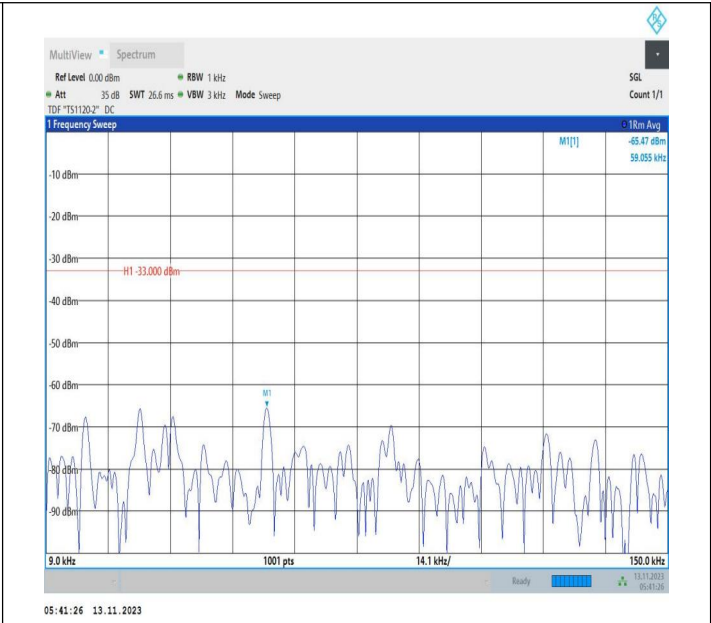 MultiView Spectrum
Ref Level 0.00 dBm RBW 1 kHz SGL
Att 35 dB SWT 26.6 ms VBW 3 kHz Mode Sweep Count 1/1
TDF "TS1120-2" DC
1 Frequency Sweep 1Rm Avg
M1[1] -65.47 dBm
59.055 kHz
-10 dBm
-20 dBm
-30 dBm
H1 -33.000 dBm
-40 dBm
-50 dBm
-60 dBm
M1
-70 dBm
-80 dBm
-90 dBm
9.0 kHz 1001 pts 14.1 kHz/ 150.0 kHz
Ready 13.11.2023
05:41:26
05:41:26 13.11.2023